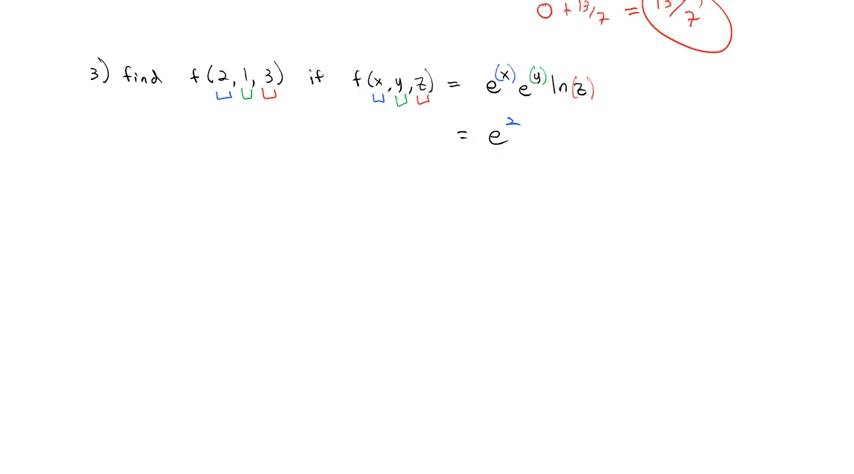 0 + 13/7 = 13/7
3) find f(2, 1, 3) if f(x, y, z) = e^(x) e^(y) ln(z)
= e^2